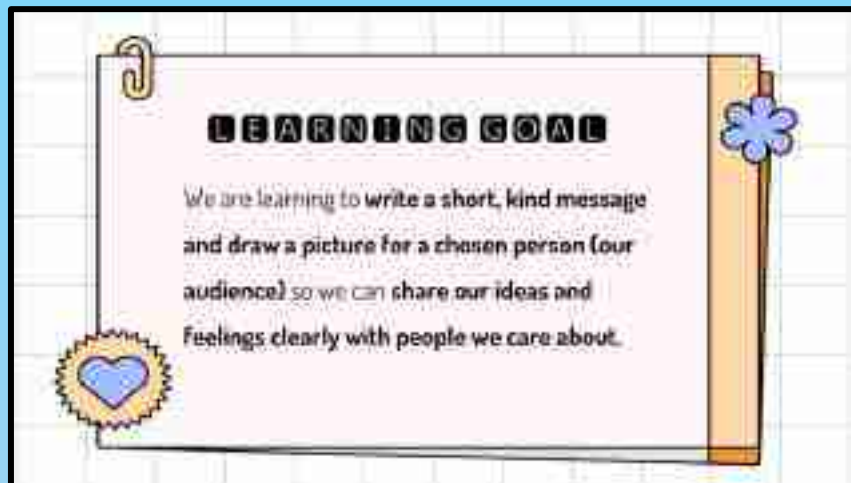 LEARNING GOAL
We are learning to write a short, kind message
and draw a picture for a chosen person (our
audience) so we can share our ideas and
feelings clearly with people we care about.